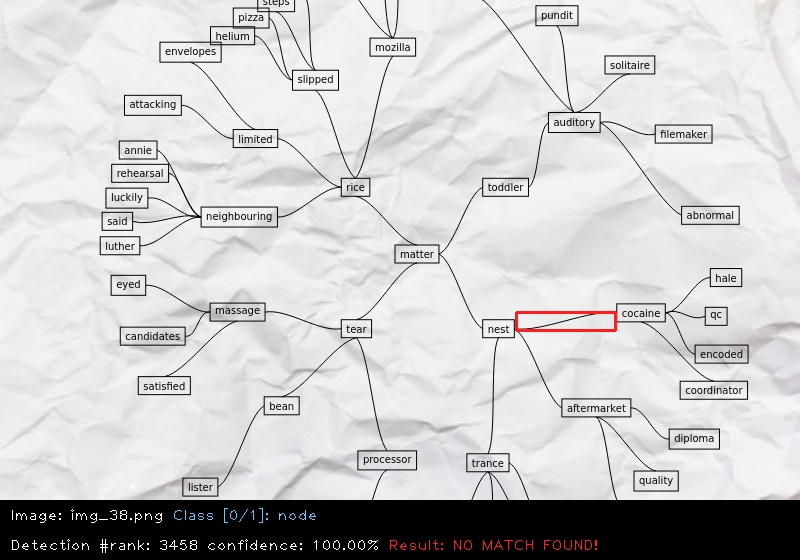 steps
pizza
pundit
helium
envelopes
mozilla
solitaire
slipped
attacking
auditory
filemaker
limited
annie
rehearsal
rice
toddler
luckily
said
neighbouring
abnormal
luther
matter
eyed
hale
massage
cocaine
qc
candidates
tear
nest
encoded
satisfied
coordinator
bean
aftermarket
diploma
processor
trance
quality
lister
Image: img_38.png Class [0/1]: node
Detection #rank: 3458 confidence: 100.00% Result: NO MATCH FOUND!